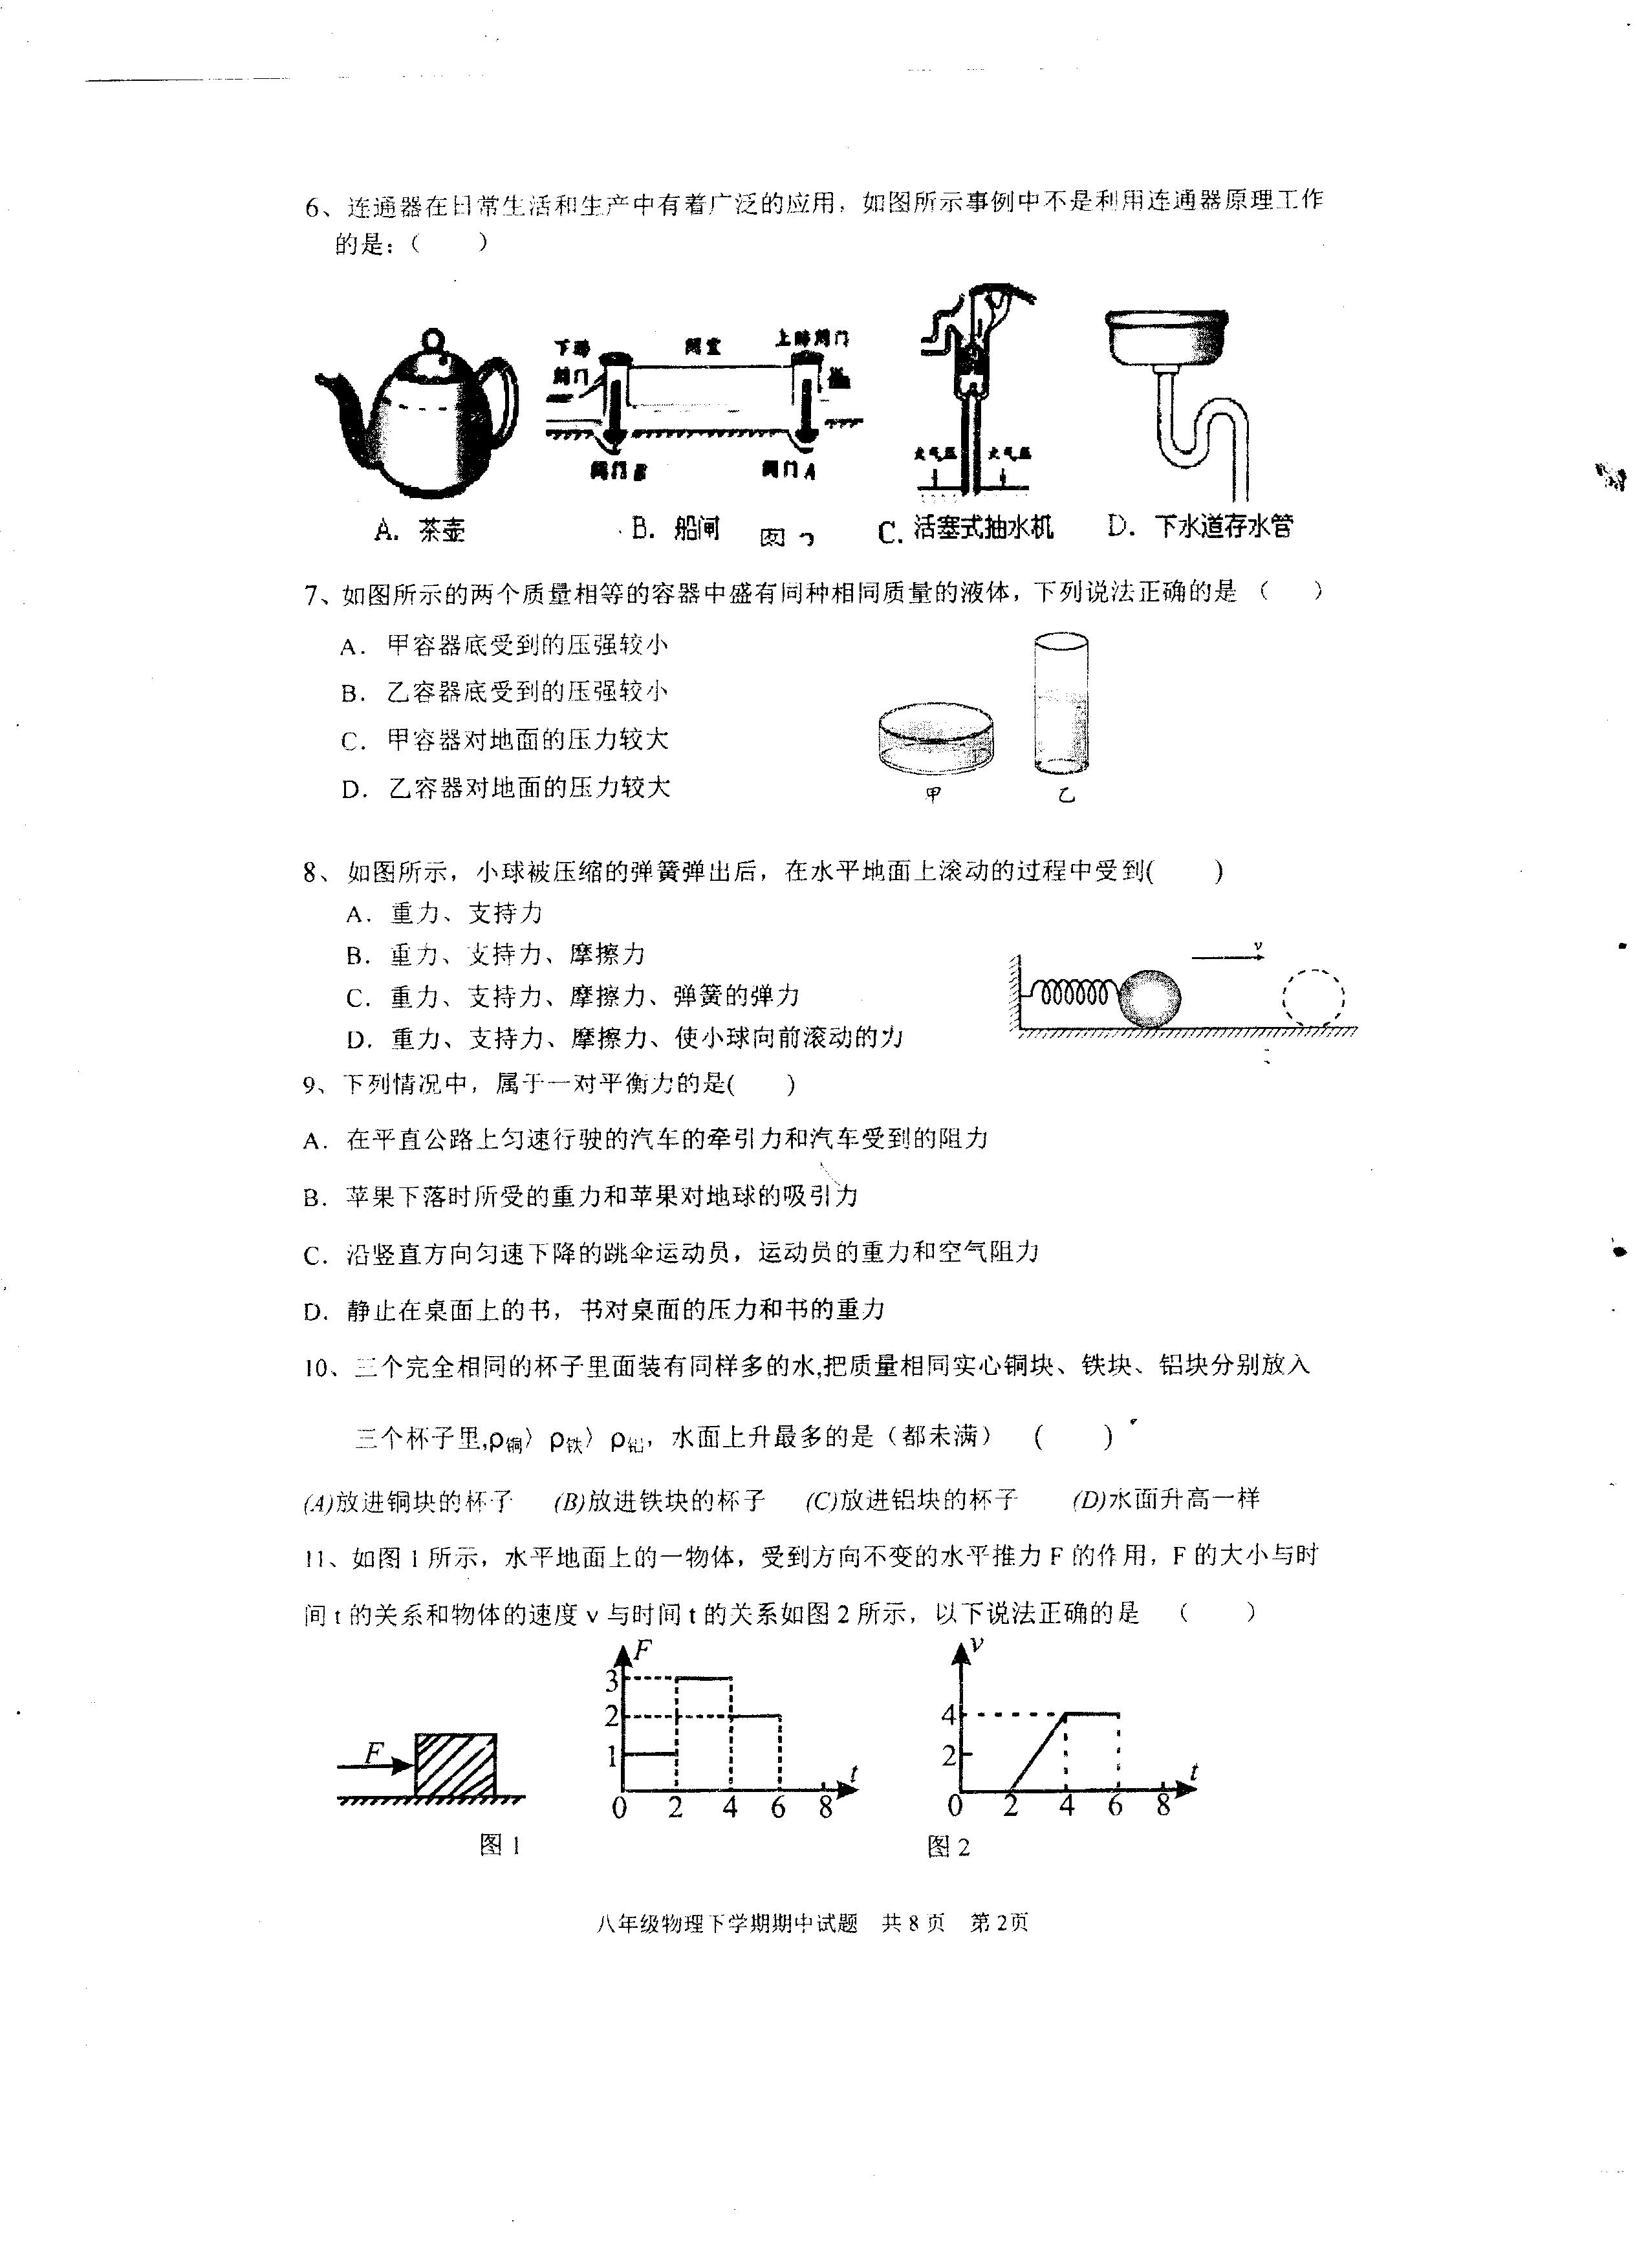 6、连通器在日常生活和生产中有着广泛的应用，如图所示事例中不是利用连通器原理工作
的是：（　　）
下游 闸室 上游闸门
闸门
大气压 大气压
阀门B 阀门A
A. 茶壶 B. 船闸 图 C. 活塞式抽水机 D. 下水道存水管
7、如图所示的两个质量相等的容器中盛有同种相同质量的液体，下列说法正确的是（　　）
A. 甲容器底受到的压强较小
B. 乙容器底受到的压强较小
C. 甲容器对地面的压力较大
D. 乙容器对地面的压力较大
甲 乙
8、如图所示，小球被压缩的弹簧弹出后，在水平地面上滚动的过程中受到(　　)
A. 重力、支持力
B. 重力、支持力、摩擦力
C. 重力、支持力、摩擦力、弹簧的弹力
D. 重力、支持力、摩擦力、使小球向前滚动的力
v
9、下列情况中，属于一对平衡力的是(　　)
A. 在平直公路上匀速行驶的汽车的牵引力和汽车受到的阻力
B. 苹果下落时所受的重力和苹果对地球的吸引力
C. 沿竖直方向匀速下降的跳伞运动员，运动员的重力和空气阻力
D. 静止在桌面上的书，书对桌面的压力和书的重力
10、三个完全相同的杯子里面装有同样多的水,把质量相同实心铜块、铁块、铝块分别放入
三个杯子里,ρ铜〉ρ铁〉ρ铝，水面上升最多的是（都未满）（　　）
(A)放进铜块的杯子 (B)放进铁块的杯子 (C)放进铝块的杯子 (D)水面升高一样
11、如图 1 所示，水平地面上的一物体，受到方向不变的水平推力 F 的作用，F 的大小与时
间 t 的关系和物体的速度 v 与时间 t 的关系如图 2 所示，以下说法正确的是（　　）
F
F
3
2
1
0 2 4 6 8 t
v
4
2
0 2 4 6 8 t
图 1 图 2
八年级物理下学期期中试题 共 8 页 第 2页